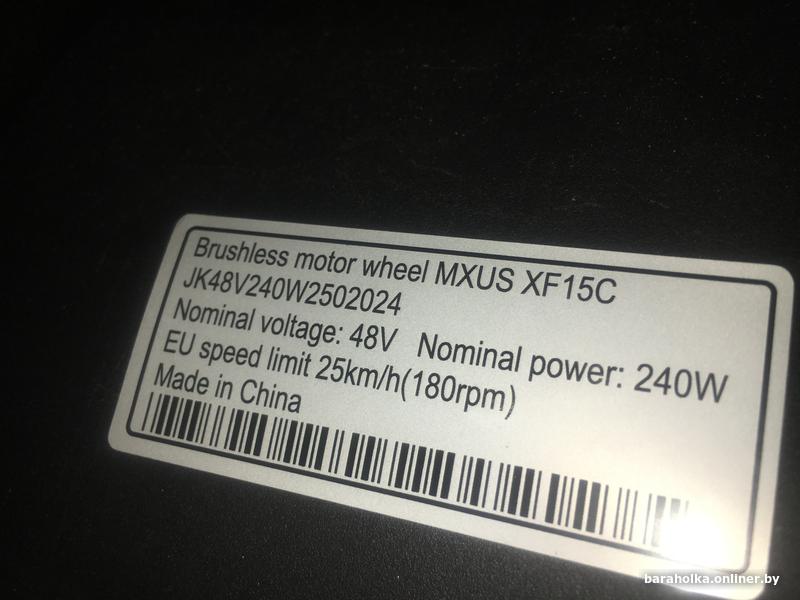 Brushless motor wheel MXUS XF15C
JK48V240W2502024
Nominal voltage: 48V Nominal power: 240W
EU speed limit 25km/h(180rpm)
Made in China
baraholka.onliner.by